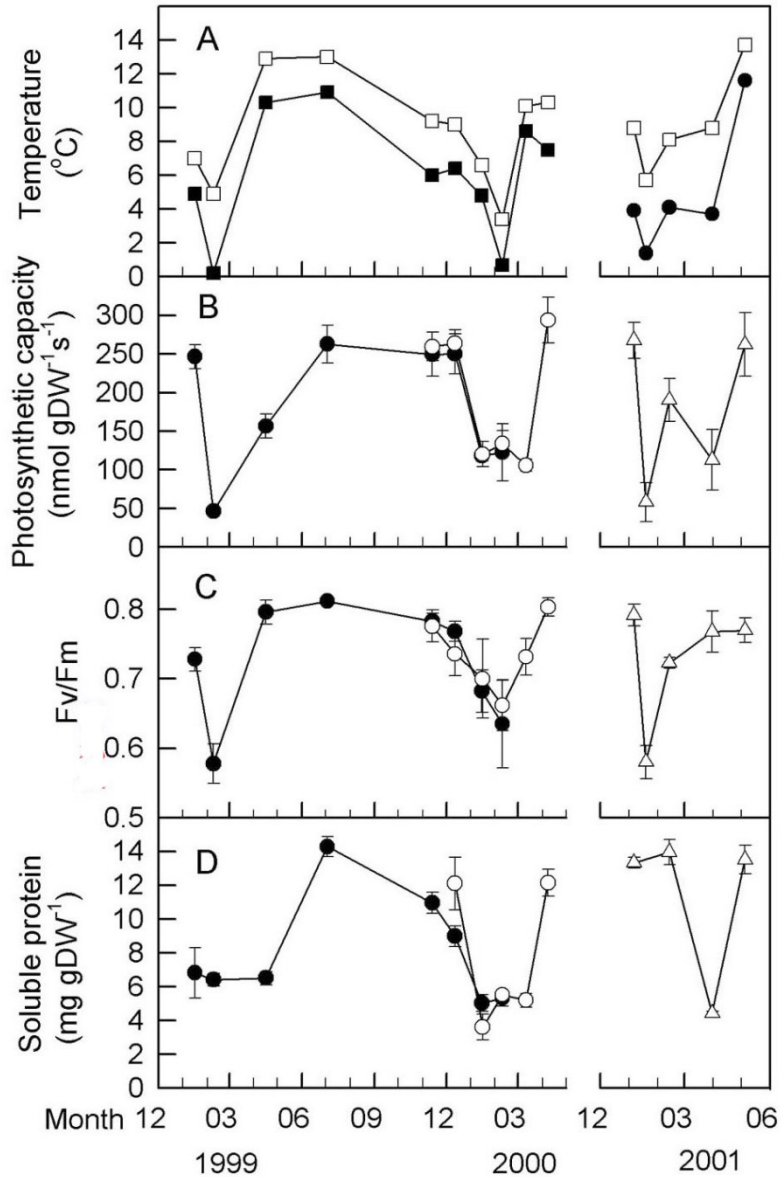 A
14
12
10
8
6
4
2
0
Temperature
(°C)
B
300
250
200
150
100
50
0
Photosynthetic capacity
(nmol gDW⁻¹s⁻¹)
C
0.8
0.7
0.6
0.5
Fv/Fm
D
14
12
10
8
6
4
2
0
Soluble protein
(mg gDW⁻¹)
Month 12 03 06 09 12 03 12 03 06
1999 2000 2001